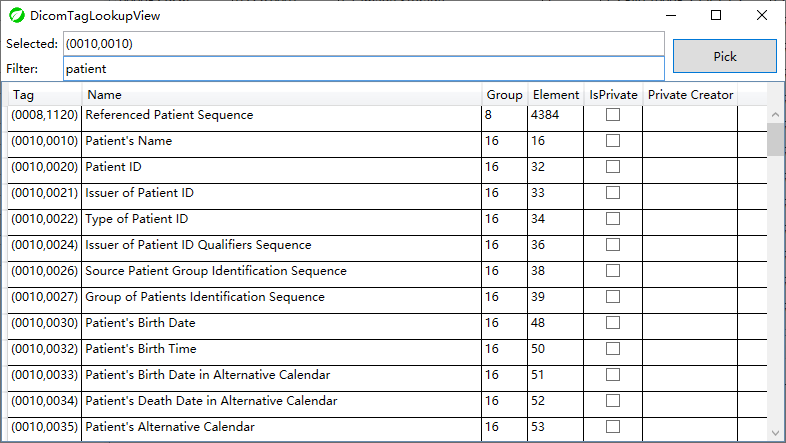 DicomTagLookupView
Selected: (0010,0010)
Pick
Filter: patient
Tag Name Group Element IsPrivate Private Creator
(0008,1120) Referenced Patient Sequence 8 4384
(0010,0010) Patient's Name 16 16
(0010,0020) Patient ID 16 32
(0010,0021) Issuer of Patient ID 16 33
(0010,0022) Type of Patient ID 16 34
(0010,0024) Issuer of Patient ID Qualifiers Sequence 16 36
(0010,0026) Source Patient Group Identification Sequence 16 38
(0010,0027) Group of Patients Identification Sequence 16 39
(0010,0030) Patient's Birth Date 16 48
(0010,0032) Patient's Birth Time 16 50
(0010,0033) Patient's Birth Date in Alternative Calendar 16 51
(0010,0034) Patient's Death Date in Alternative Calendar 16 52
(0010,0035) Patient's Alternative Calendar 16 53